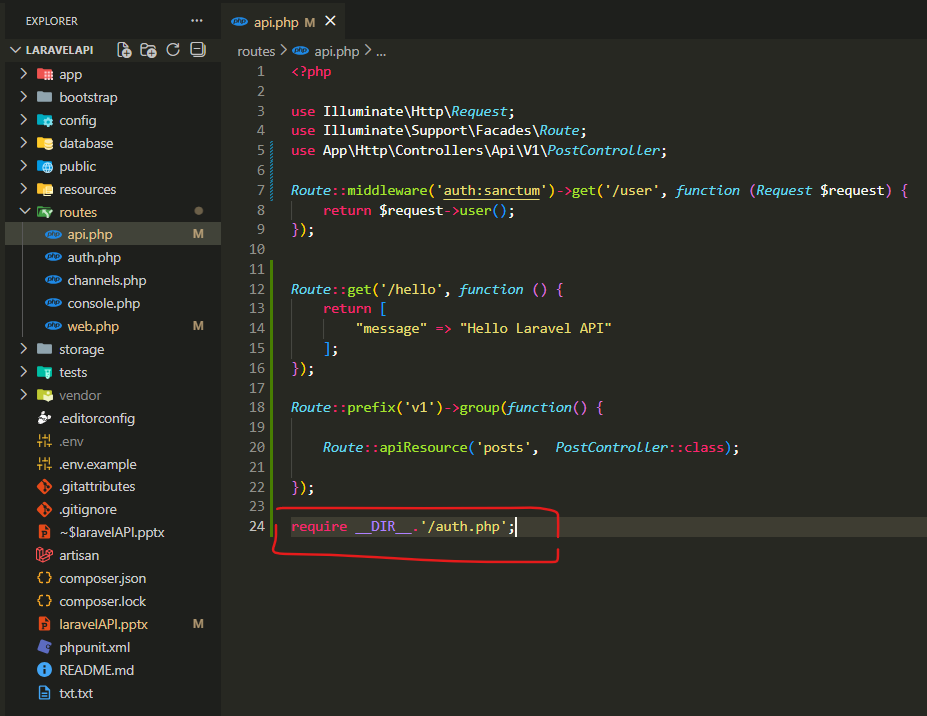 EXPLORER ...
LARAVELAPI
app
bootstrap
config
database
public
resources
routes
api.php M
auth.php
channels.php
console.php
web.php M
storage
tests
vendor
.editorconfig
.env
.env.example
.gitattributes
.gitignore
~$laravelAPI.pptx
artisan
composer.json
composer.lock
laravelAPI.pptx M
phpunit.xml
README.md
txt.txt
php api.php M ×
routes > php api.php > ...
1 <?php
2
3 use Illuminate\Http\Request;
4 use Illuminate\Support\Facades\Route;
5 use App\Http\Controllers\Api\V1\PostController;
6
7 Route::middleware('auth:sanctum')->get('/user', function (Request $request) {
8     return $request->user();
9 });
10
11
12 Route::get('/hello', function () {
13     return [
14         "message" => "Hello Laravel API"
15     ];
16 });
17
18 Route::prefix('v1')->group(function() {
19
20     Route::apiResource('posts',  PostController::class);
21
22 });
23
24 require __DIR__.'/auth.php';